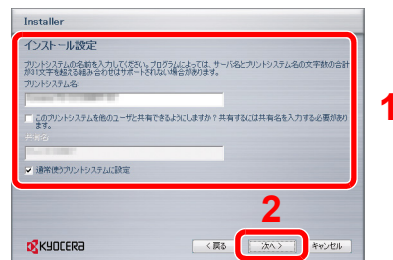 Installer
インストール設定
プリントシステムの名前を入力してください。プログラムによっては、サーバ名とプリントシステム名の文字数の合計
が31文字を超える組み合わせはサポートされない場合があります。
プリントシステム名
このプリントシステムを他のユーザと共有できるようにしますか？共有するには共有名を入力する必要があり
ます。
共有名
通常使うプリントシステムに設定
1
2
KYOCERA
< 戻る
次へ >
キャンセル